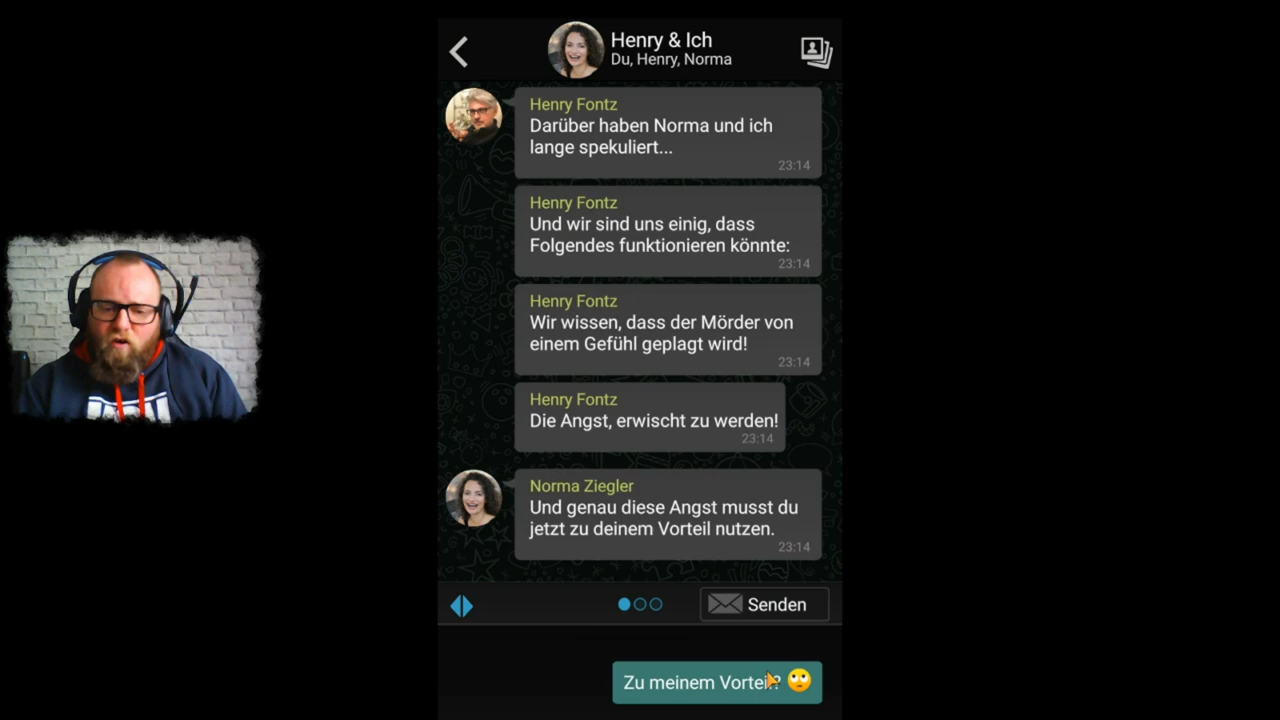 Henry & Ich
Du, Henry, Norma
Henry Fontz
Darüber haben Norma und ich
lange spekuliert...
23:14
Henry Fontz
Und wir sind uns einig, dass
Folgendes funktionieren könnte:
23:14
Henry Fontz
Wir wissen, dass der Mörder von
einem Gefühl geplagt wird!
23:14
Henry Fontz
Die Angst, erwischt zu werden!
23:14
Norma Ziegler
Und genau diese Angst musst du
jetzt zu deinem Vorteil nutzen.
23:14
Senden
Zu meinem Vorteil? 🙄